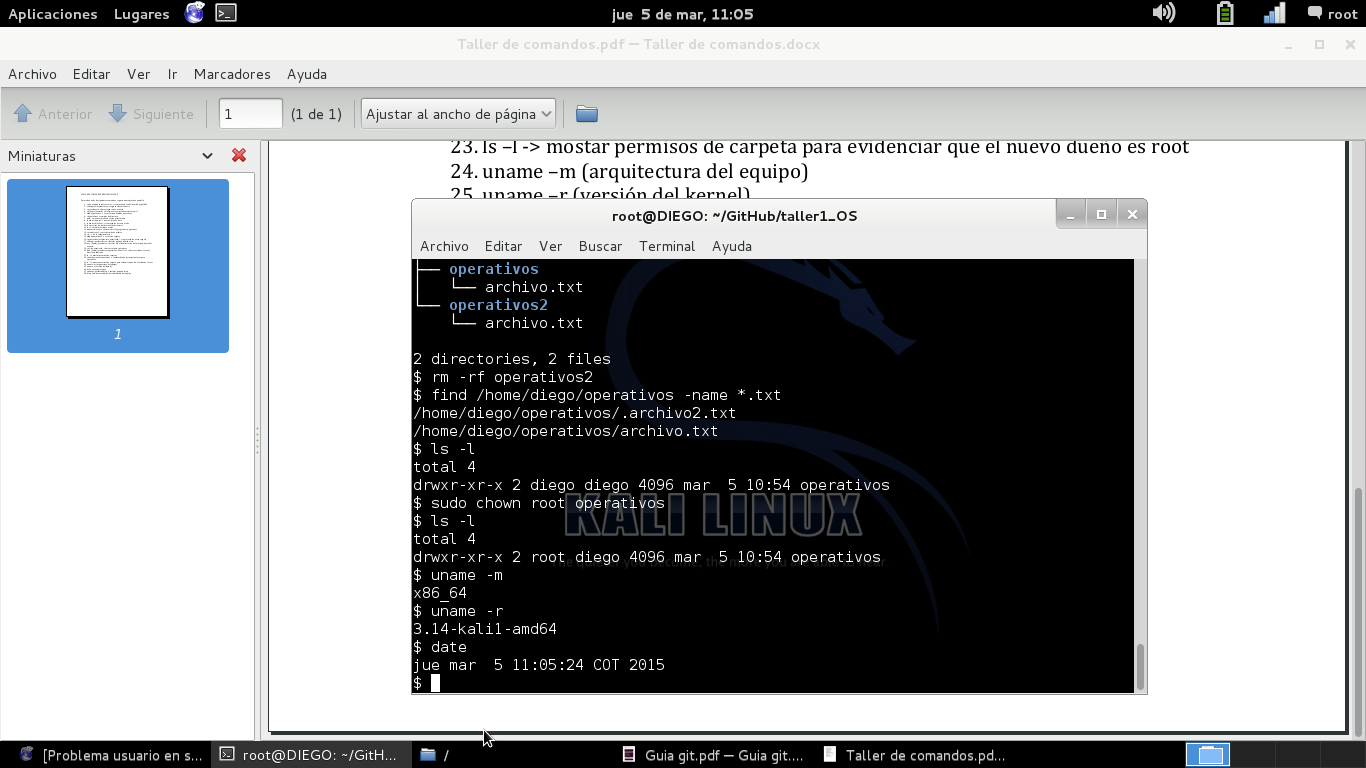 Aplicaciones Lugares jue 5 de mar, 11:05 root
Taller de comandos.pdf — Taller de comandos.docx
Archivo Editar Ver Ir Marcadores Ayuda
Anterior Siguiente 1 (1 de 1) Ajustar al ancho de página
Miniaturas
1
23. ls –l -> mostar permisos de carpeta para evidenciar que el nuevo dueño es root
24. uname –m (arquitectura del equipo)
25. uname –r (versión del kernel)
root@DIEGO: ~/GitHub/taller1_OS
Archivo Editar Ver Buscar Terminal Ayuda
├── operativos
│   └── archivo.txt
└── operativos2
    └── archivo.txt
2 directories, 2 files
$ rm -rf operativos2
$ find /home/diego/operativos -name *.txt
/home/diego/operativos/.archivo2.txt
/home/diego/operativos/archivo.txt
$ ls -l
total 4
drwxr-xr-x 2 diego diego 4096 mar  5 10:54 operativos
$ sudo chown root operativos
$ ls -l
total 4
drwxr-xr-x 2 root diego 4096 mar  5 10:54 operativos
$ uname -m
x86_64
$ uname -r
3.14-kali1-amd64
$ date
jue mar  5 11:05:24 COT 2015
$
KALI LINUX
[Problema usuario en s... root@DIEGO: ~/GitH... / Guia git.pdf — Guia git.... Taller de comandos.pd...